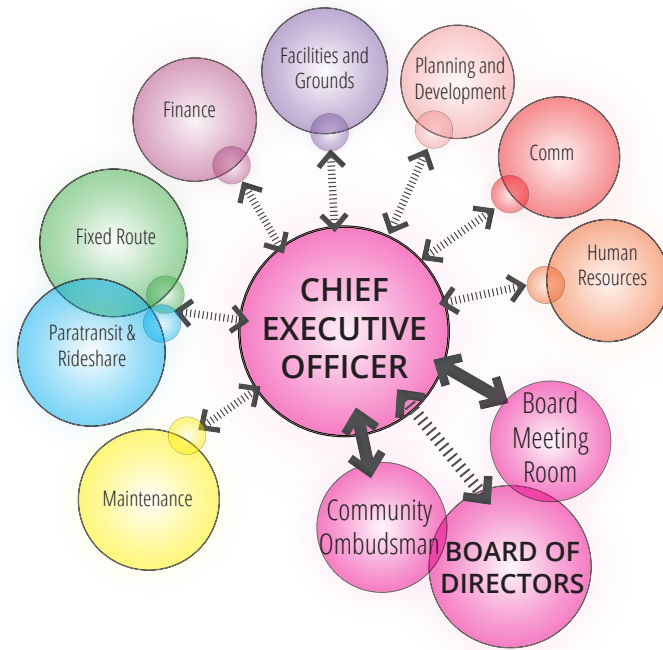 Facilities and
Grounds
Planning and
Development
Finance
Comm
Fixed Route
Human
Resources
CHIEF
EXECUTIVE
OFFICER
Paratransit &
Rideshare
Board
Meeting
Room
Maintenance
Community
Ombudsman
BOARD OF
DIRECTORS